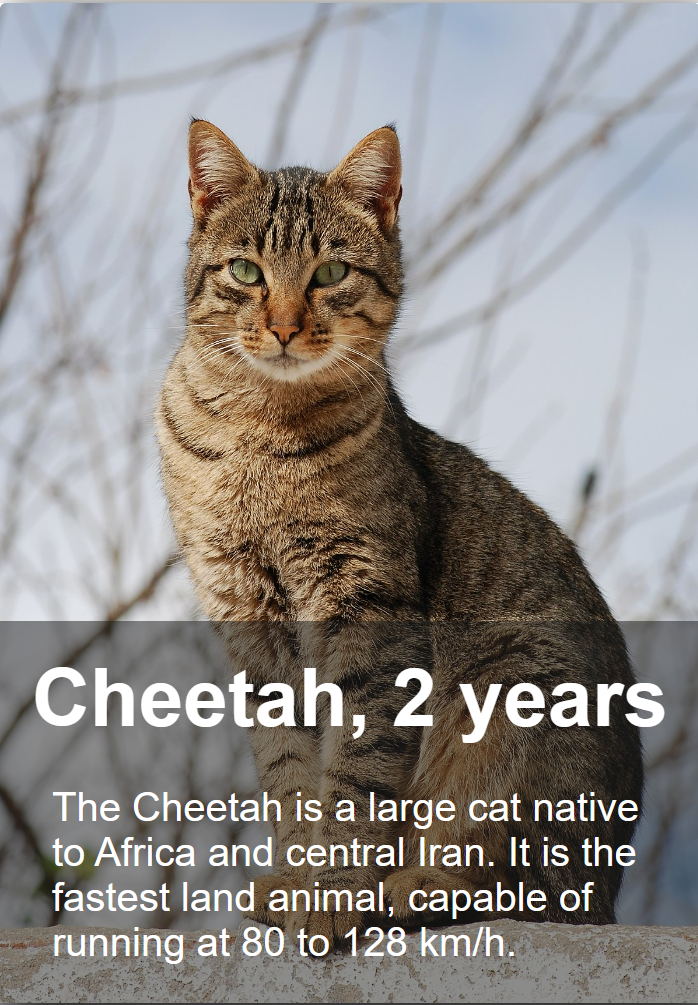 Cheetah, 2 years
The Cheetah is a large cat native
to Africa and central Iran. It is the
fastest land animal, capable of
running at 80 to 128 km/h.